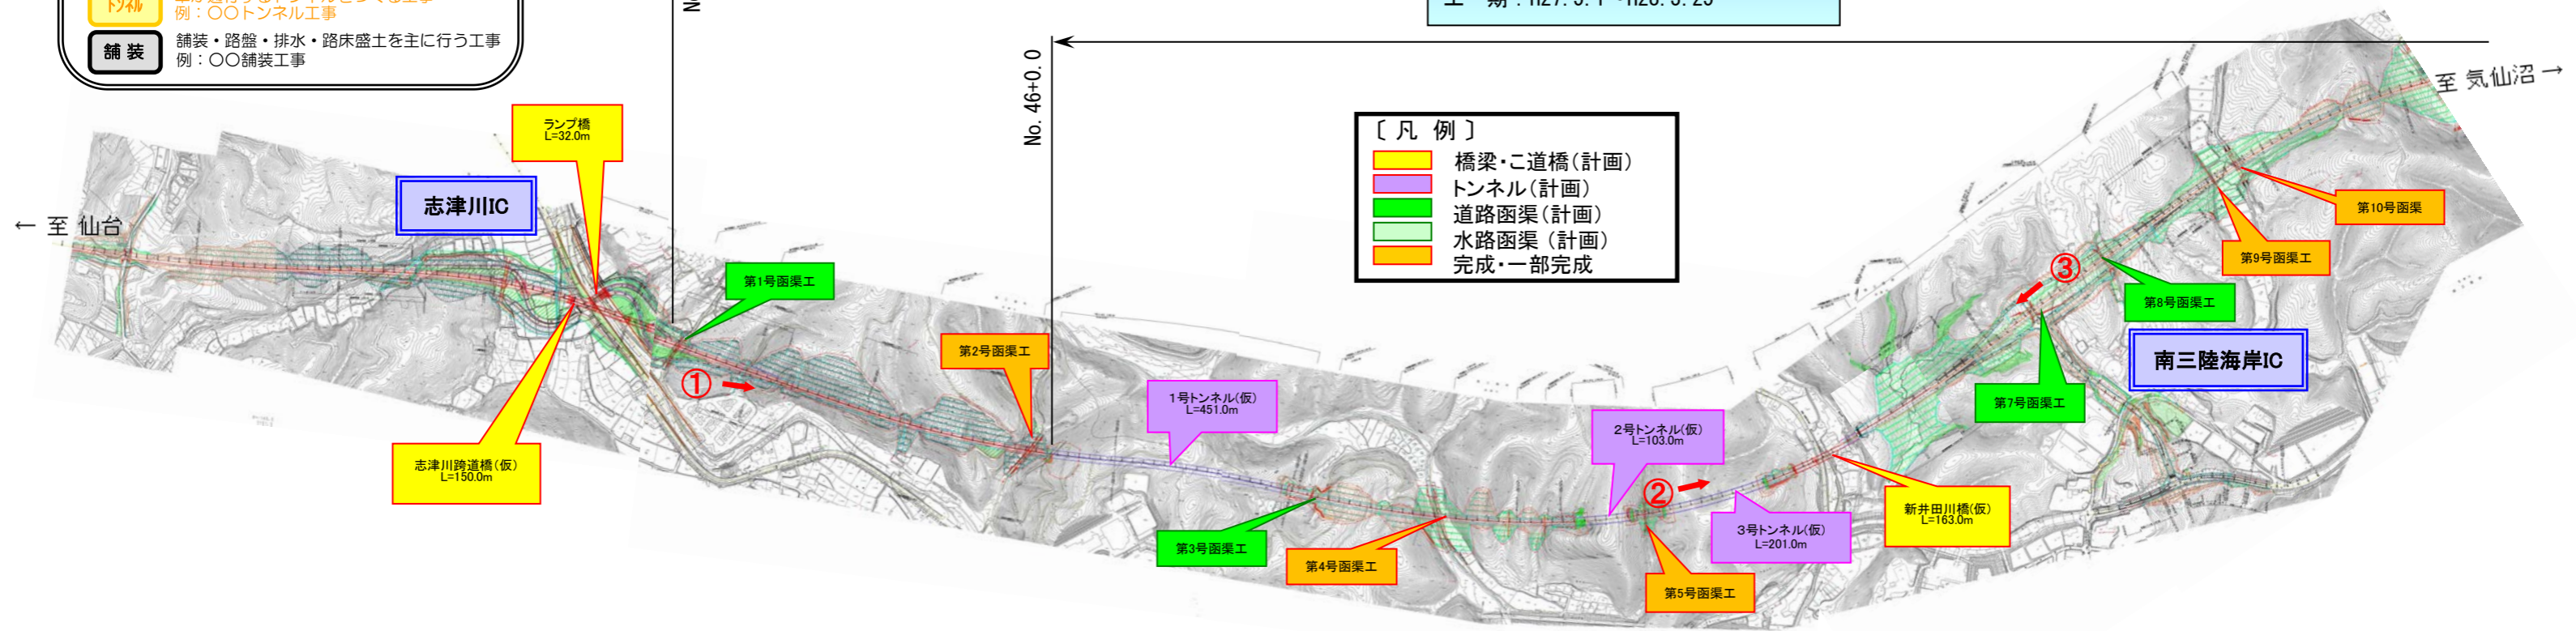 トンネル
例：〇〇トンネル工事
舗 装
舗装・路盤・排水・路床盛土を主に行う工事
例：〇〇舗装工事
No. 46+0.0
〔 凡 例 〕
橋梁・こ道橋（計画）
トンネル（計画）
道路函渠（計画）
水路函渠（計画）
完成・一部完成
← 至 仙台
至 気仙沼 →
志津川IC
ランプ橋
L=32.0m
志津川跨道橋（仮）
L=150.0m
第1号函渠工
①
第2号函渠工
1号トンネル（仮）
L=451.0m
第3号函渠工
第4号函渠工
2号トンネル（仮）
L=103.0m
②
第5号函渠工
3号トンネル（仮）
L=201.0m
新井田川橋（仮）
L=163.0m
③
第7号函渠工
第8号函渠工
第9号函渠工
第10号函渠
南三陸海岸IC